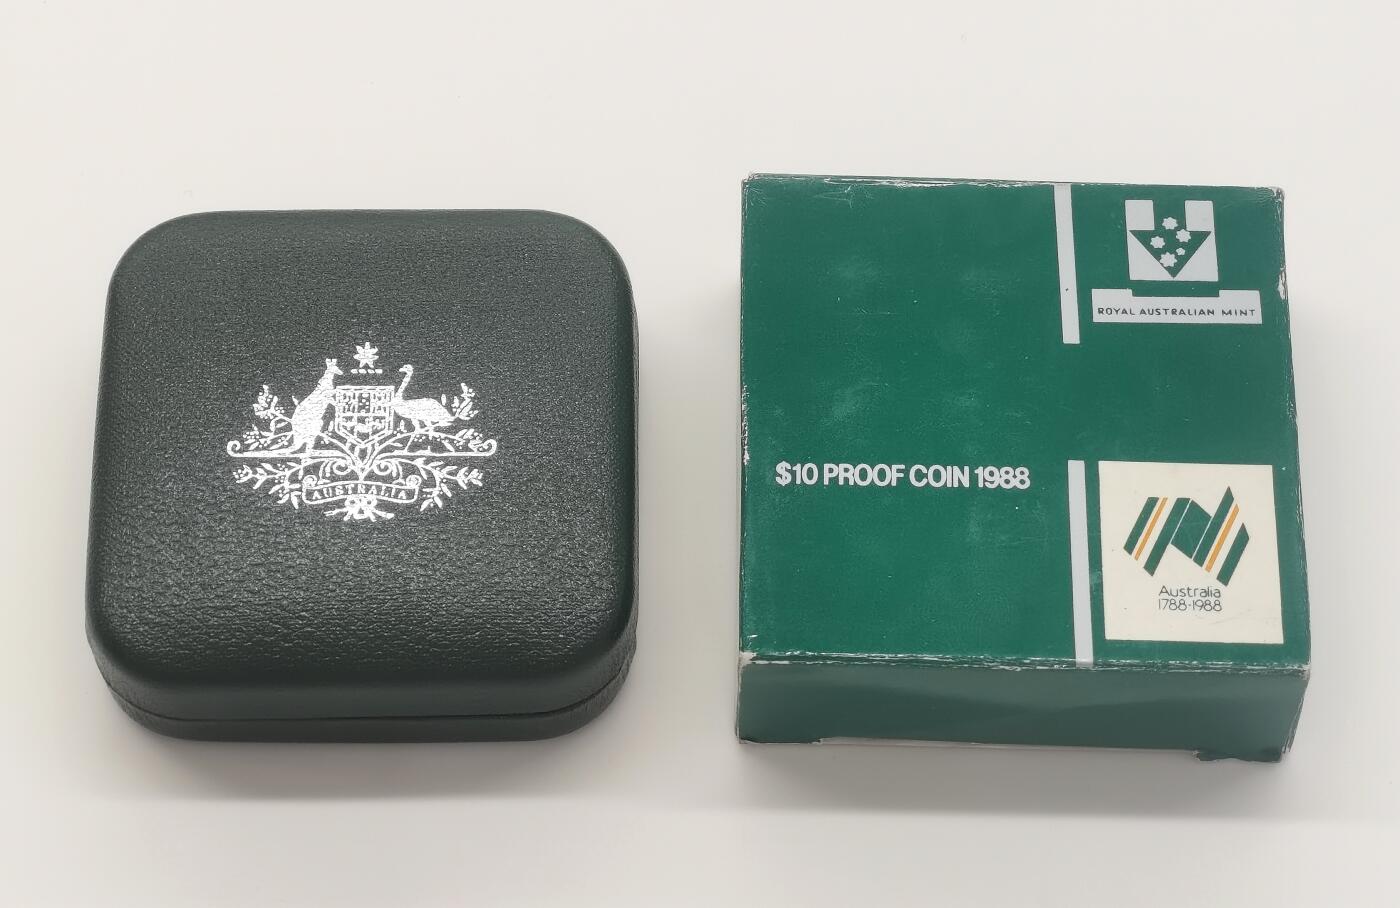 AUSTRALIA
ROYAL AUSTRALIAN MINT
$10 PROOF COIN 1988
Australia
1788-1988